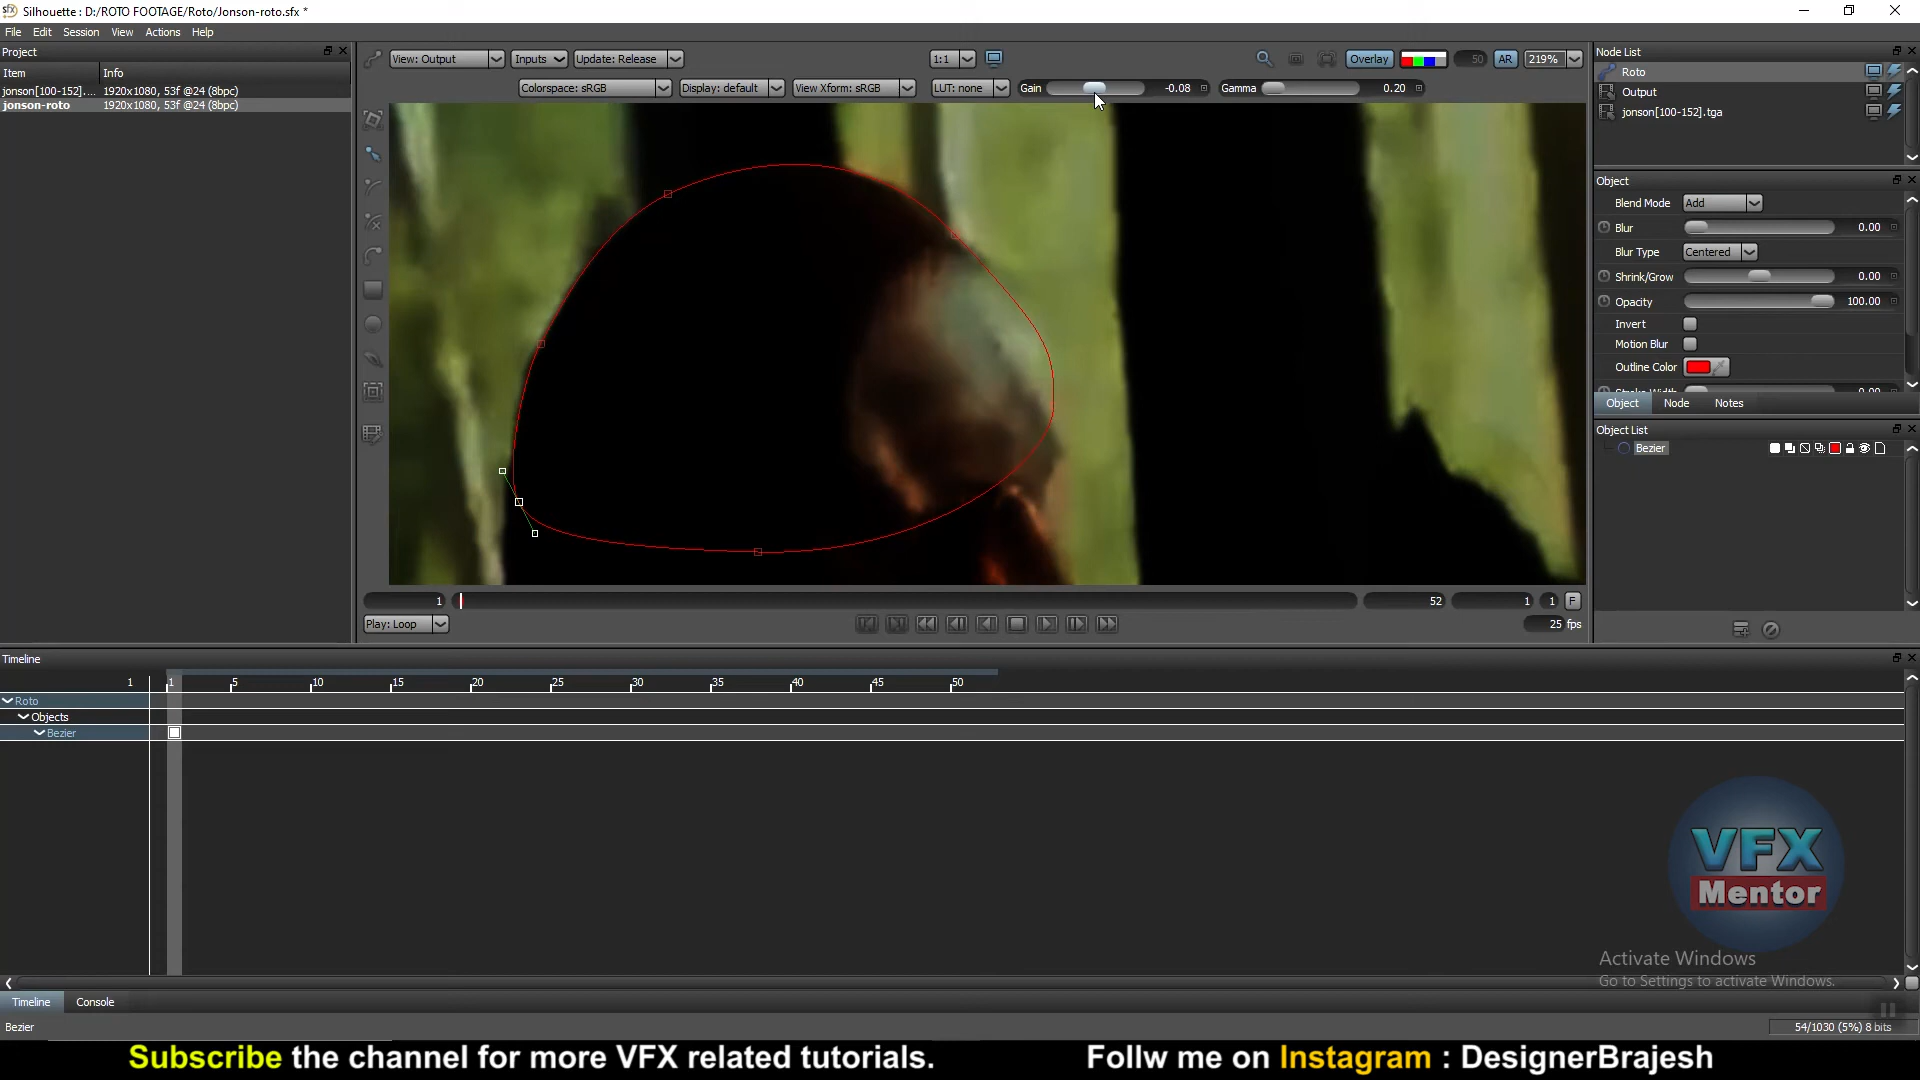 Silhouette : D:/ROTO FOOTAGE/Roto/Jonson-roto.sfx *
File Edit Session View Actions Help
Project
Item Info
jonson[100-152].... 1920x1080, 53f @24 (8bpc)
jonson-roto 1920x1080, 53f @24 (8bpc)
View: Output Inputs Update: Release 1:1 Overlay 50 AR 219%
Colorspace: sRGB Display: default View Xform: sRGB LUT: none Gain -0.08 Gamma 0.20
1 52 1 1 F
Play: Loop 25 fps
Node List
Roto
Output
jonson[100-152].tga
Object
Blend Mode Add
Blur 0.00
Blur Type Centered
Shrink/Grow 0.00
Opacity 100.00
Invert
Motion Blur
Outline Color
Object Node Notes
Object List
Bezier
Timeline
1 1 5 10 15 20 25 30 35 40 45 50
Roto
Objects
Bezier
VFX
Mentor
Activate Windows
Go to Settings to activate Windows.
Timeline Console
Bezier 54/1030 (5%) 8 bits
Subscribe the channel for more VFX related tutorials. Follw me on Instagram : DesignerBrajesh